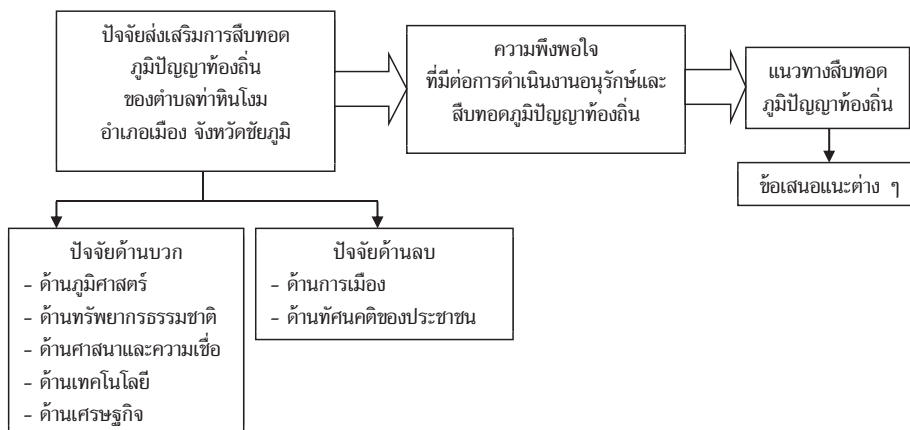 ปัจจัยส่งเสริมการสืบทอด
ภูมิปัญญาท้องถิ่น
ของตำบลท่าหินโงม
อำเภอเมือง จังหวัดชัยภูมิ
ความพึงพอใจ
ที่มีต่อการดำเนินงานอนุรักษ์และ
สืบทอดภูมิปัญญาท้องถิ่น
แนวทางสืบทอด
ภูมิปัญญาท้องถิ่น
ข้อเสนอแนะต่าง ๆ
ปัจจัยด้านบวก
- ด้านภูมิศาสตร์
- ด้านทรัพยากรธรรมชาติ
- ด้านศาสนาและความเชื่อ
- ด้านเทคโนโลยี
- ด้านเศรษฐกิจ
ปัจจัยด้านลบ
- ด้านการเมือง
- ด้านทัศนคติของประชาชน